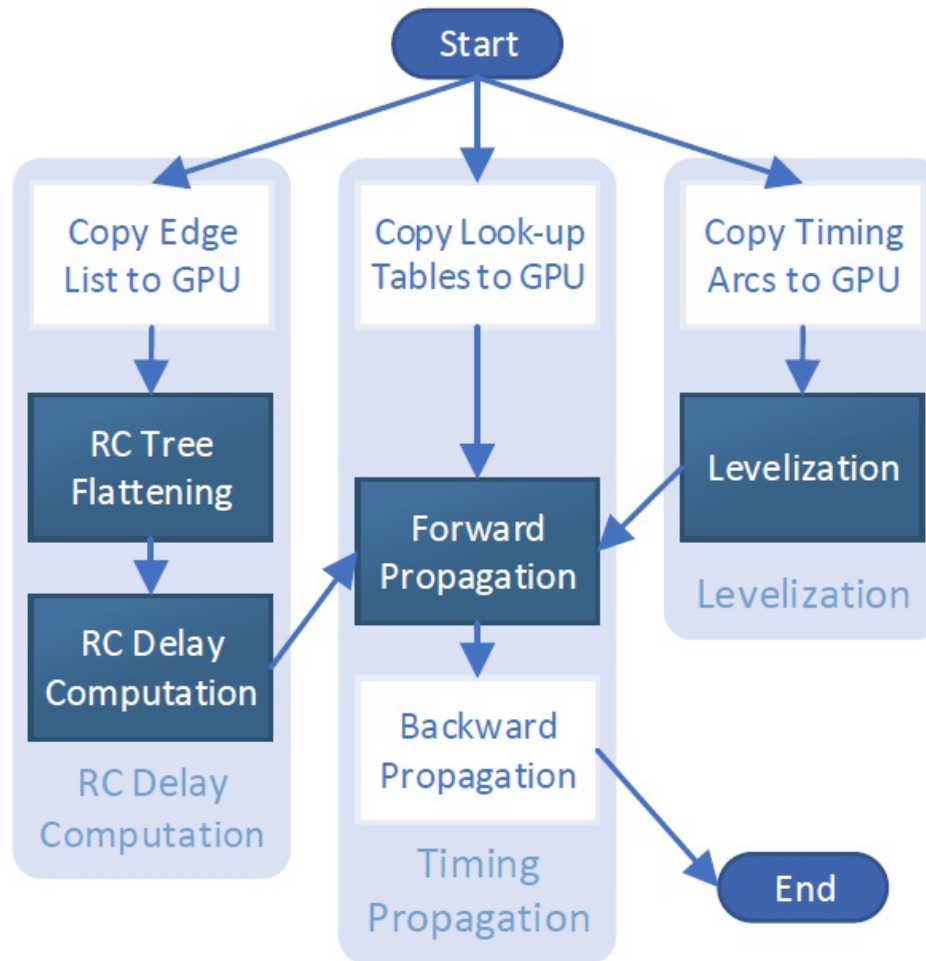 Start
Copy Edge
List to GPU
RC Tree
Flattening
RC Delay
Computation
RC Delay
Computation
Copy Look-up
Tables to GPU
Forward
Propagation
Backward
Propagation
Timing
Propagation
Copy Timing
Arcs to GPU
Levelization
Levelization
End